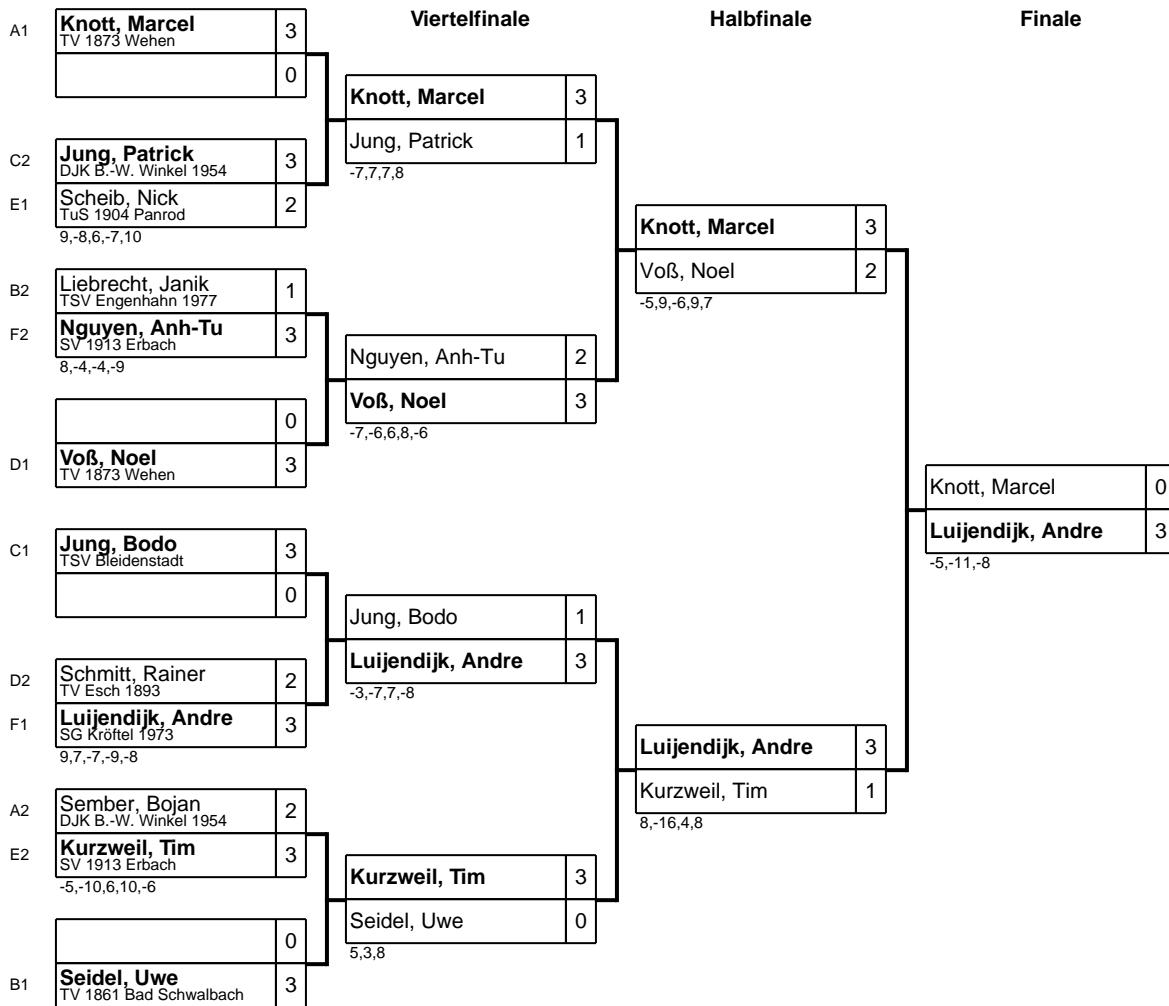 Viertelfinale
Halbfinale
Finale
A1
Knott, Marcel 3
TV 1873 Wehen
0
C2
Jung, Patrick 3
DJK B.-W. Winkel 1954
E1
Scheib, Nick 2
TuS 1904 Panrod
9,-8,6,-7,10
B2
Liebrecht, Janik 1
TSV Engenhahn 1977
F2
Nguyen, Anh-Tu 3
SV 1913 Erbach
8,-4,-4,-9
0
D1
Voß, Noel 3
TV 1873 Wehen
C1
Jung, Bodo 3
TSV Bleidenstadt
0
D2
Schmitt, Rainer 2
TV Esch 1893
F1
Luijendijk, Andre 3
SG Kröftel 1973
9,7,-7,-9,-8
A2
Sember, Bojan 2
DJK B.-W. Winkel 1954
E2
Kurzweil, Tim 3
SV 1913 Erbach
-5,-10,6,10,-6
0
B1
Seidel, Uwe 3
TV 1861 Bad Schwalbach
Knott, Marcel 3
Jung, Patrick 1
-7,7,7,8
Nguyen, Anh-Tu 2
Voß, Noel 3
-7,-6,6,8,-6
Jung, Bodo 1
Luijendijk, Andre 3
-3,-7,7,-8
Kurzweil, Tim 3
Seidel, Uwe 0
5,3,8
Knott, Marcel 3
Voß, Noel 2
-5,9,-6,9,7
Luijendijk, Andre 3
Kurzweil, Tim 1
8,-16,4,8
Knott, Marcel 0
Luijendijk, Andre 3
-5,-11,-8